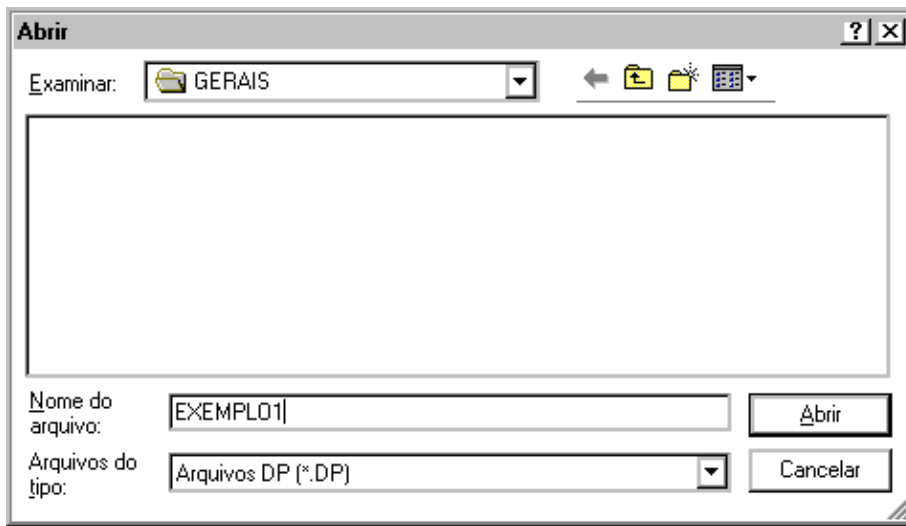 Abrir
Examinar: GERAIS
Nome do
arquivo: EXEMPLO1
Abrir
Arquivos do
tipo: Arquivos DP (*.DP)
Cancelar